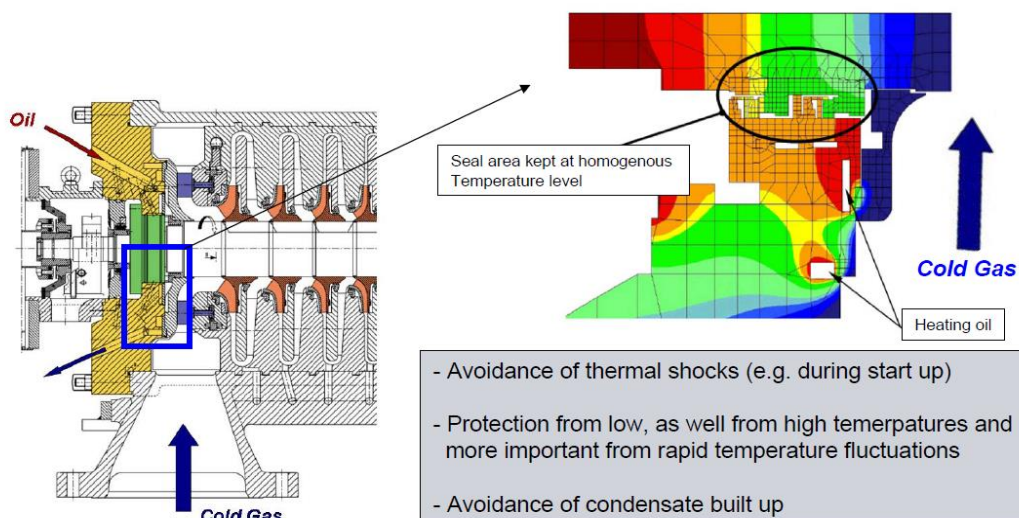 Oil
Seal area kept at homogenous
Temperature level
Cold Gas
Heating oil
Cold Gas
- Avoidance of thermal shocks (e.g. during start up)
- Protection from low, as well from high temerpatures and
more important from rapid temperature fluctuations
- Avoidance of condensate built up